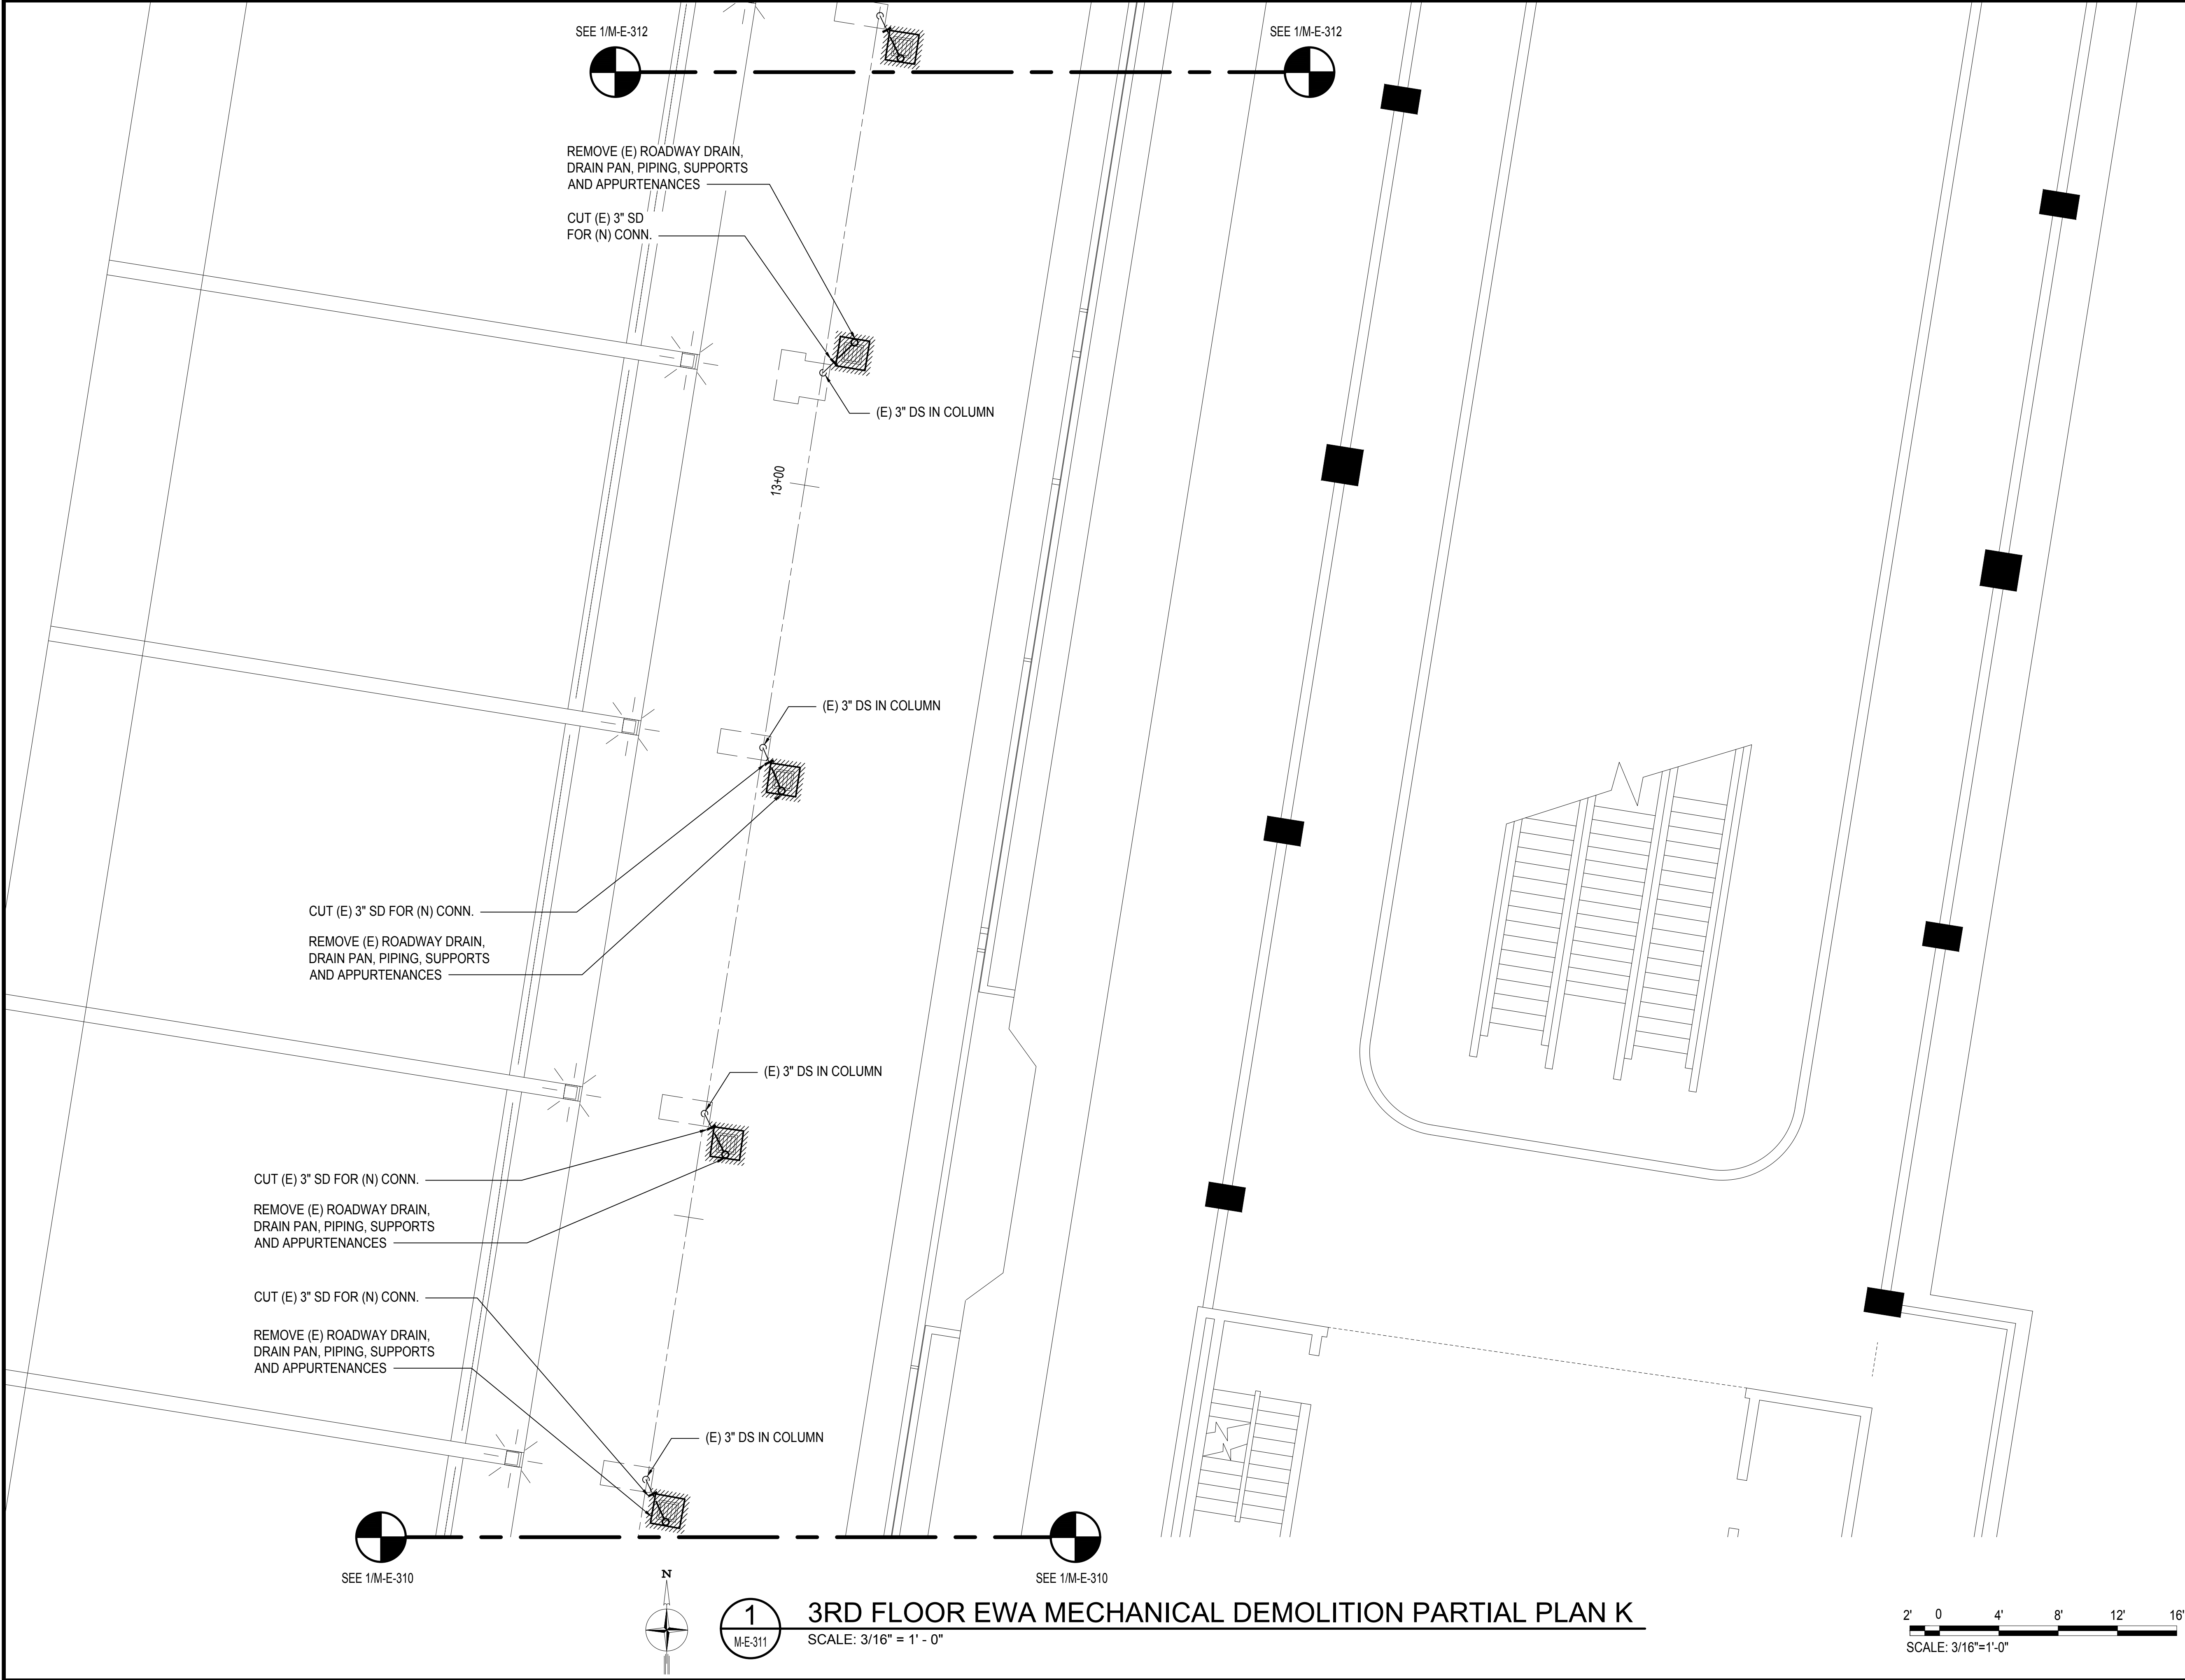 SEE 1/M-E-312
SEE 1/M-E-312
REMOVE (E) ROADWAY DRAIN,
DRAIN PAN, PIPING, SUPPORTS
AND APPURTENANCES
CUT (E) 3" SD
FOR (N) CONN.
(E) 3" DS IN COLUMN
13+00
(E) 3" DS IN COLUMN
CUT (E) 3" SD FOR (N) CONN.
REMOVE (E) ROADWAY DRAIN,
DRAIN PAN, PIPING, SUPPORTS
AND APPURTENANCES
(E) 3" DS IN COLUMN
CUT (E) 3" SD FOR (N) CONN.
REMOVE (E) ROADWAY DRAIN,
DRAIN PAN, PIPING, SUPPORTS
AND APPURTENANCES
CUT (E) 3" SD FOR (N) CONN.
REMOVE (E) ROADWAY DRAIN,
DRAIN PAN, PIPING, SUPPORTS
AND APPURTENANCES
(E) 3" DS IN COLUMN
SEE 1/M-E-310
SEE 1/M-E-310
N
1
M-E-311
3RD FLOOR EWA MECHANICAL DEMOLITION PARTIAL PLAN K
SCALE: 3/16" = 1' - 0"
2' 0 4' 8' 12' 16'
SCALE: 3/16"=1'-0"